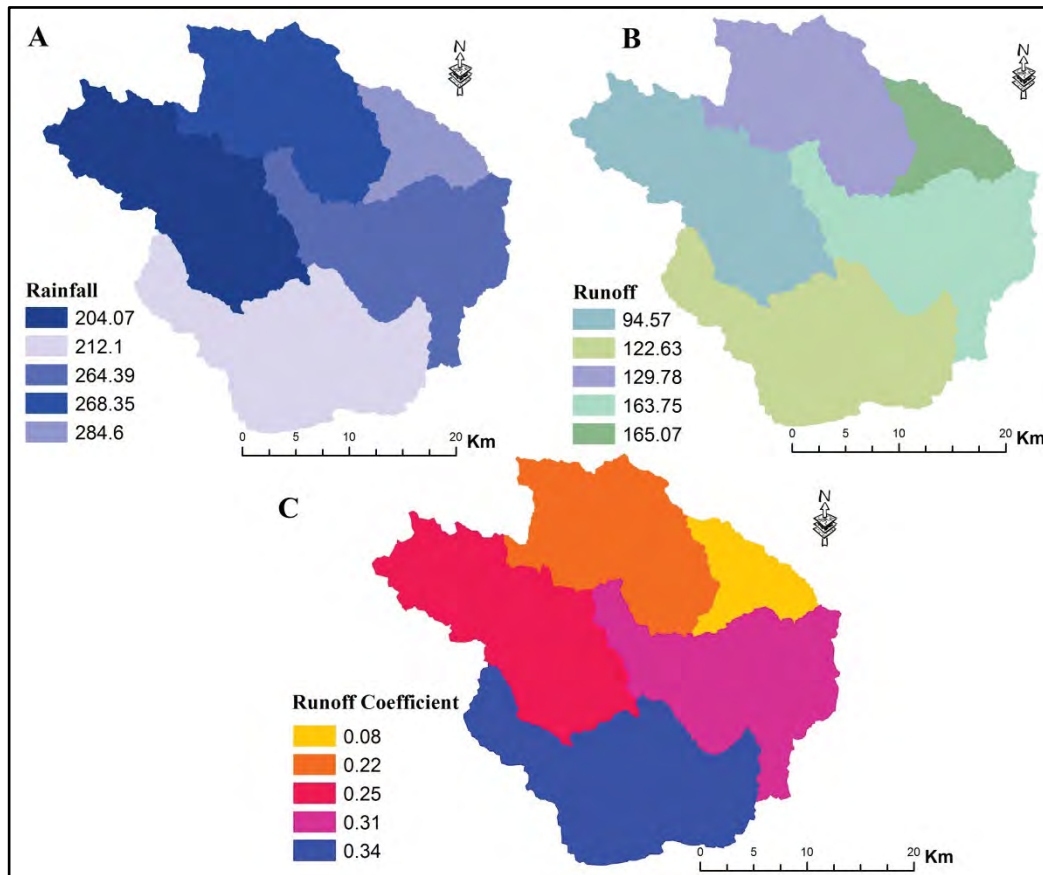 A
N
Rainfall
204.07
212.1
264.39
268.35
284.6
0 5 10 20
Km
B
N
Runoff
94.57
122.63
129.78
163.75
165.07
0 5 10 20
Km
C
N
Runoff Coefficient
0.08
0.22
0.25
0.31
0.34
0 5 10 20
Km